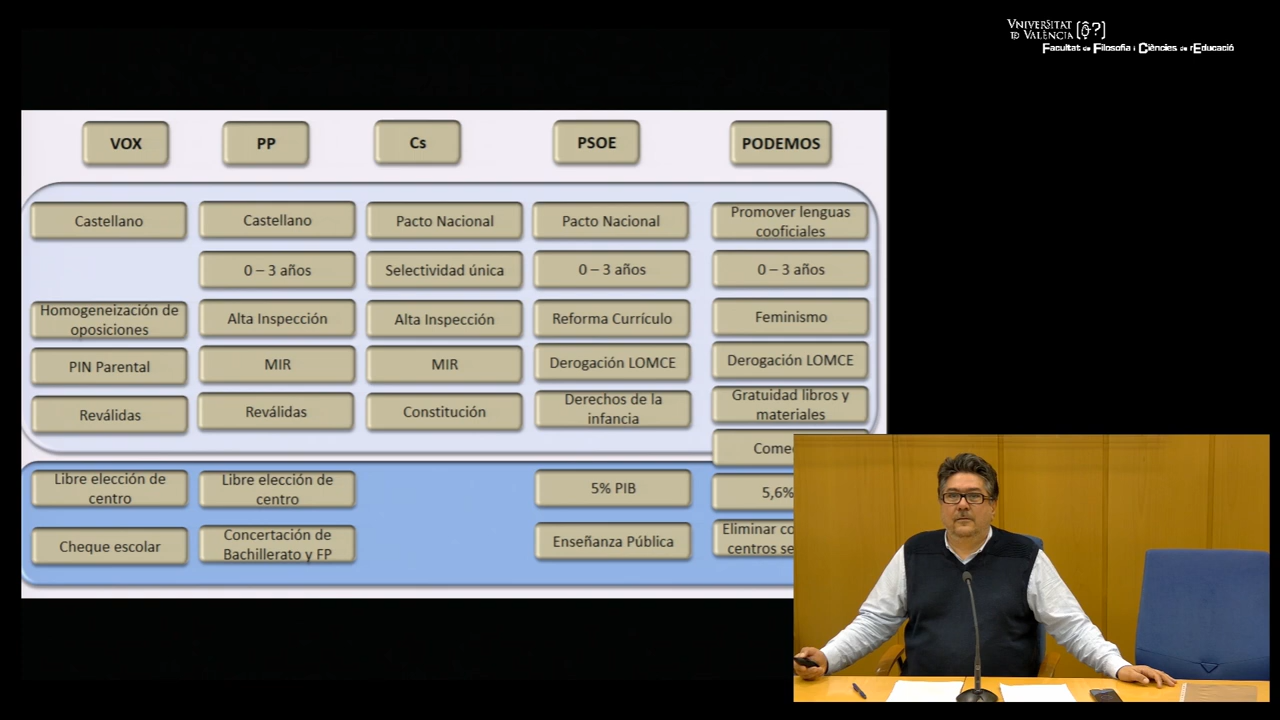 VNIVERSITAT
D VALÈNCIA
Facultat de Filosofia i Ciències de l'Educació
VOX
PP
Cs
PSOE
PODEMOS
Castellano
Castellano
Pacto Nacional
Pacto Nacional
Promover lenguas
cooficiales
0 – 3 años
Selectividad única
0 – 3 años
0 – 3 años
Homogeneización de
oposiciones
Alta Inspección
Alta Inspección
Reforma Currículo
Feminismo
PIN Parental
MIR
MIR
Derogación LOMCE
Derogación LOMCE
Reválidas
Reválidas
Constitución
Derechos de la
infancia
Gratuidad libros y
materiales
Libre elección de
centro
Libre elección de
centro
5% PIB
5,6%
Cheque escolar
Concertación de
Bachillerato y FP
Enseñanza Pública
Eliminar
centros